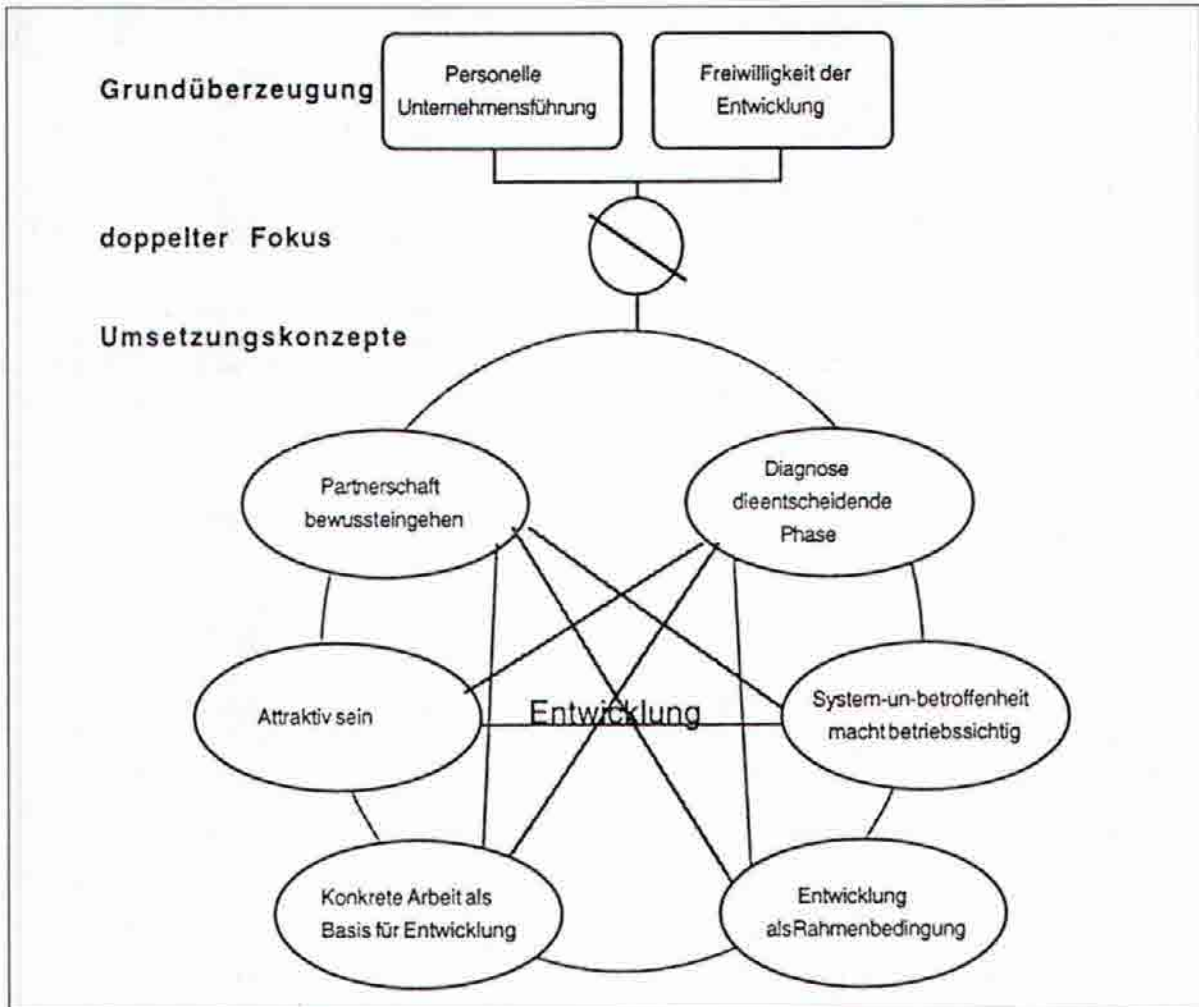 Grundüberzeugung
Personelle
Unternehmensführung
Freiwilligkeit der
Entwicklung
doppelter Fokus
Umsetzungskonzepte
Partnerschaft
bewussteingehen
Diagnose
dieentscheidende
Phase
Attraktiv sein
Entwicklung
System-un-betroffenheit
macht betriebssichtig
Konkrete Arbeit als
Basis für Entwicklung
Entwicklung
alsRahmenbedingung